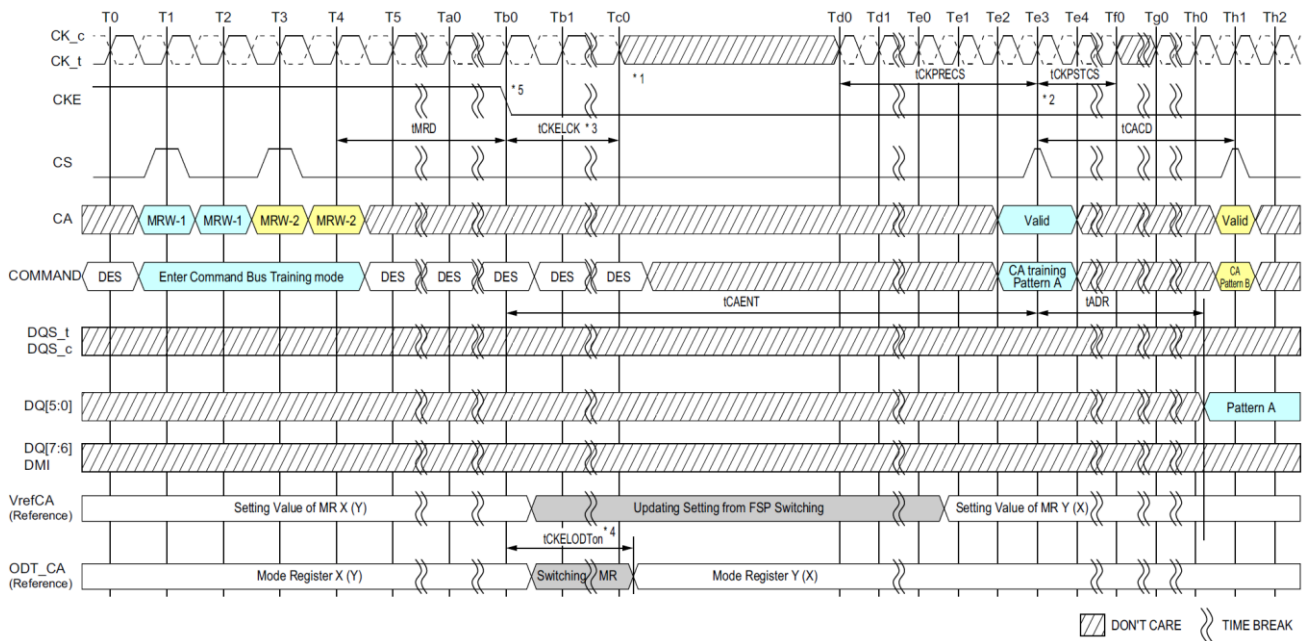 T0 T1 T2 T3 T4 T5 Ta0 Tb0 Tb1 Tc0 Td0 Td1 Te0 Te1 Te2 Te3 Te4 Tf0 Tg0 Th0 Th1 Th2
CK_c
CK_t
* 1 tCKPRECS tCKPSTCS
CKE * 5 * 2
tMRD tCKELCK * 3 tCACD
CS
CA MRW-1 MRW-1 MRW-2 MRW-2 Valid Valid
COMMAND DES Enter Command Bus Training mode DES DES DES DES DES CA training Pattern A CA Pattern B
tCAENT tADR
DQS_t
DQS_c
DQ[5:0] Pattern A
DQ[7:6]
DMI
VrefCA
(Reference) Setting Value of MR X (Y) Updating Setting from FSP Switching Setting Value of MR Y (X)
tCKELODTon * 4
ODT_CA
(Reference) Mode Register X (Y) Switching MR Mode Register Y (X)
DON'T CARE TIME BREAK